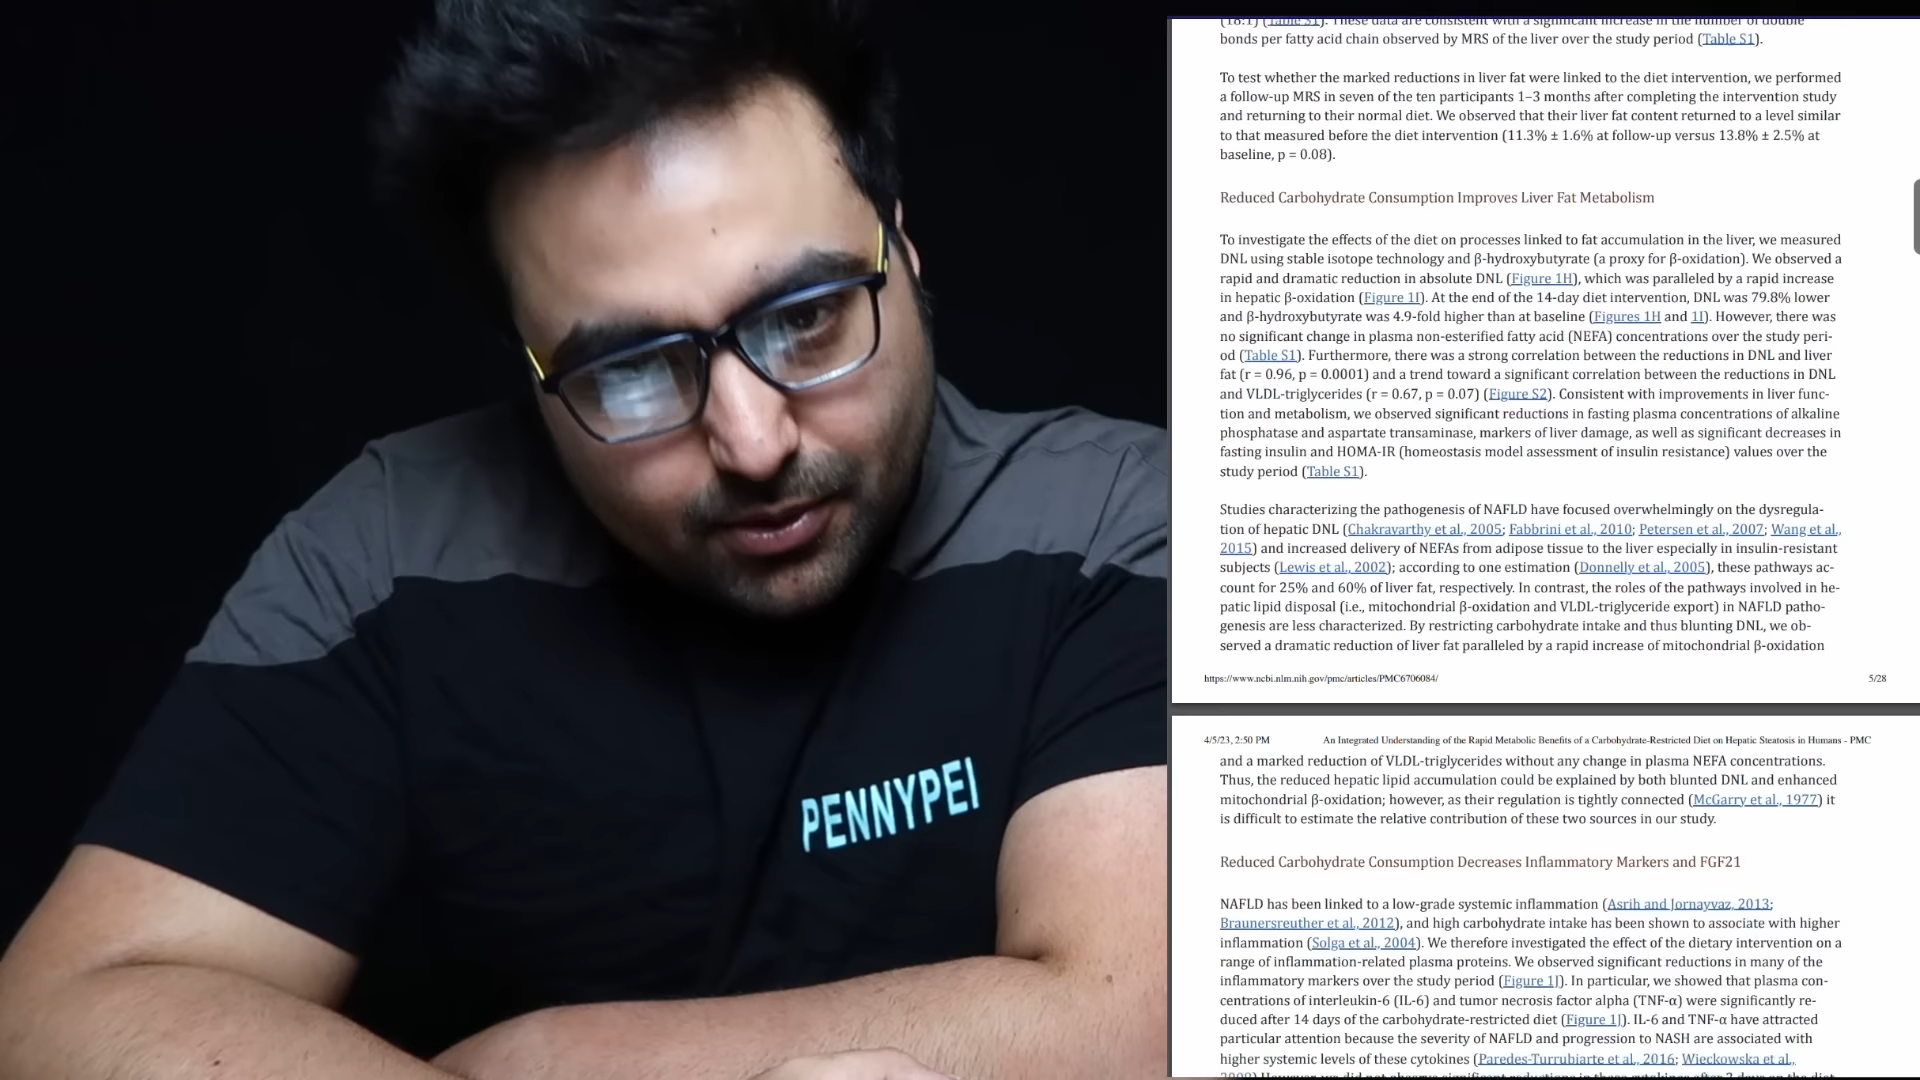 PENNYPEI
(18:1) (Table S1). These data are consistent with a significant increase in the number of double
bonds per fatty acid chain observed by MRS of the liver over the study period (Table S1).
To test whether the marked reductions in liver fat were linked to the diet intervention, we performed
a follow-up MRS in seven of the ten participants 1–3 months after completing the intervention study
and returning to their normal diet. We observed that their liver fat content returned to a level similar
to that measured before the diet intervention (11.3% ± 1.6% at follow-up versus 13.8% ± 2.5% at
baseline, p = 0.08).
Reduced Carbohydrate Consumption Improves Liver Fat Metabolism
To investigate the effects of the diet on processes linked to fat accumulation in the liver, we measured
DNL using stable isotope technology and β-hydroxybutyrate (a proxy for β-oxidation). We observed a
rapid and dramatic reduction in absolute DNL (Figure 1H), which was paralleled by a rapid increase
in hepatic β-oxidation (Figure 1I). At the end of the 14-day diet intervention, DNL was 79.8% lower
and β-hydroxybutyrate was 4.9-fold higher than at baseline (Figures 1H and 1I). However, there was
no significant change in plasma non-esterified fatty acid (NEFA) concentrations over the study peri-
od (Table S1). Furthermore, there was a strong correlation between the reductions in DNL and liver
fat (r = 0.96, p = 0.0001) and a trend toward a significant correlation between the reductions in DNL
and VLDL-triglycerides (r = 0.67, p = 0.07) (Figure S2). Consistent with improvements in liver func-
tion and metabolism, we observed significant reductions in fasting plasma concentrations of alkaline
phosphatase and aspartate transaminase, markers of liver damage, as well as significant decreases in
fasting insulin and HOMA-IR (homeostasis model assessment of insulin resistance) values over the
study period (Table S1).
Studies characterizing the pathogenesis of NAFLD have focused overwhelmingly on the dysregula-
tion of hepatic DNL (Chakravarthy et al., 2005; Fabbrini et al., 2010; Petersen et al., 2007; Wang et al.,
2015) and increased delivery of NEFAs from adipose tissue to the liver especially in insulin-resistant
subjects (Lewis et al., 2002); according to one estimation (Donnelly et al., 2005), these pathways ac-
count for 25% and 60% of liver fat, respectively. In contrast, the roles of the pathways involved in he-
patic lipid disposal (i.e., mitochondrial β-oxidation and VLDL-triglyceride export) in NAFLD patho-
genesis are less characterized. By restricting carbohydrate intake and thus blunting DNL, we ob-
served a dramatic reduction of liver fat paralleled by a rapid increase of mitochondrial β-oxidation
https://www.ncbi.nlm.nih.gov/pmc/articles/PMC6706084/ 5/28
4/5/23, 2:50 PM An Integrated Understanding of the Rapid Metabolic Benefits of a Carbohydrate-Restricted Diet on Hepatic Steatosis in Humans - PMC
and a marked reduction of VLDL-triglycerides without any change in plasma NEFA concentrations.
Thus, the reduced hepatic lipid accumulation could be explained by both blunted DNL and enhanced
mitochondrial β-oxidation; however, as their regulation is tightly connected (McGarry et al., 1977) it
is difficult to estimate the relative contribution of these two sources in our study.
Reduced Carbohydrate Consumption Decreases Inflammatory Markers and FGF21
NAFLD has been linked to a low-grade systemic inflammation (Asrih and Jornayvaz, 2013;
Braunersreuther et al., 2012), and high carbohydrate intake has been shown to associate with higher
inflammation (Solga et al., 2004). We therefore investigated the effect of the dietary intervention on a
range of inflammation-related plasma proteins. We observed significant reductions in many of the
inflammatory markers over the study period (Figure 1J). In particular, we showed that plasma con-
centrations of interleukin-6 (IL-6) and tumor necrosis factor alpha (TNF-α) were significantly re-
duced after 14 days of the carbohydrate-restricted diet (Figure 1J). IL-6 and TNF-α have attracted
particular attention because the severity of NAFLD and progression to NASH are associated with
higher systemic levels of these cytokines (Paredes-Turrubiarte et al., 2016; Wieckowska et al.,